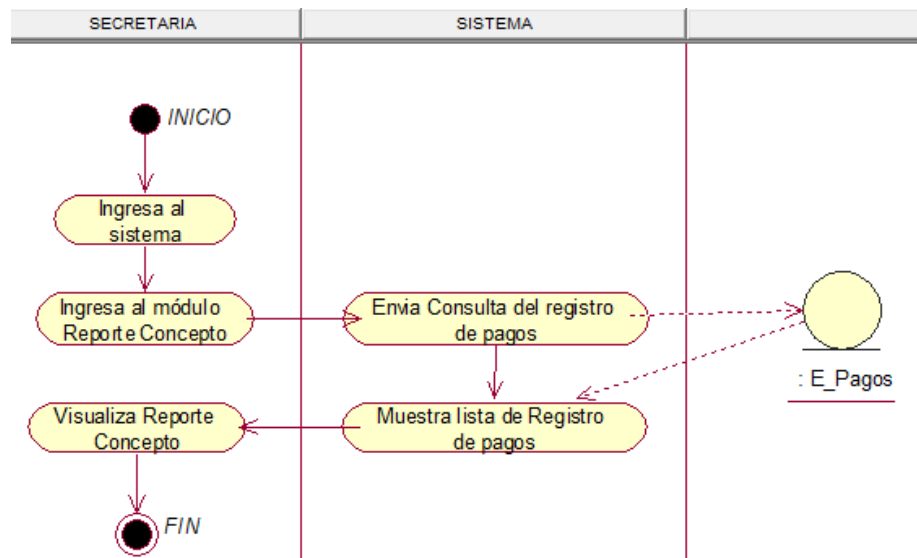 SECRETARIA
SISTEMA
INICIO
Ingresa al
sistema
Ingresa al módulo
Reporte Concepto
Envia Consulta del registro
de pagos
: E_Pagos
Visualiza Reporte
Concepto
Muestra lista de Registro
de pagos
FIN